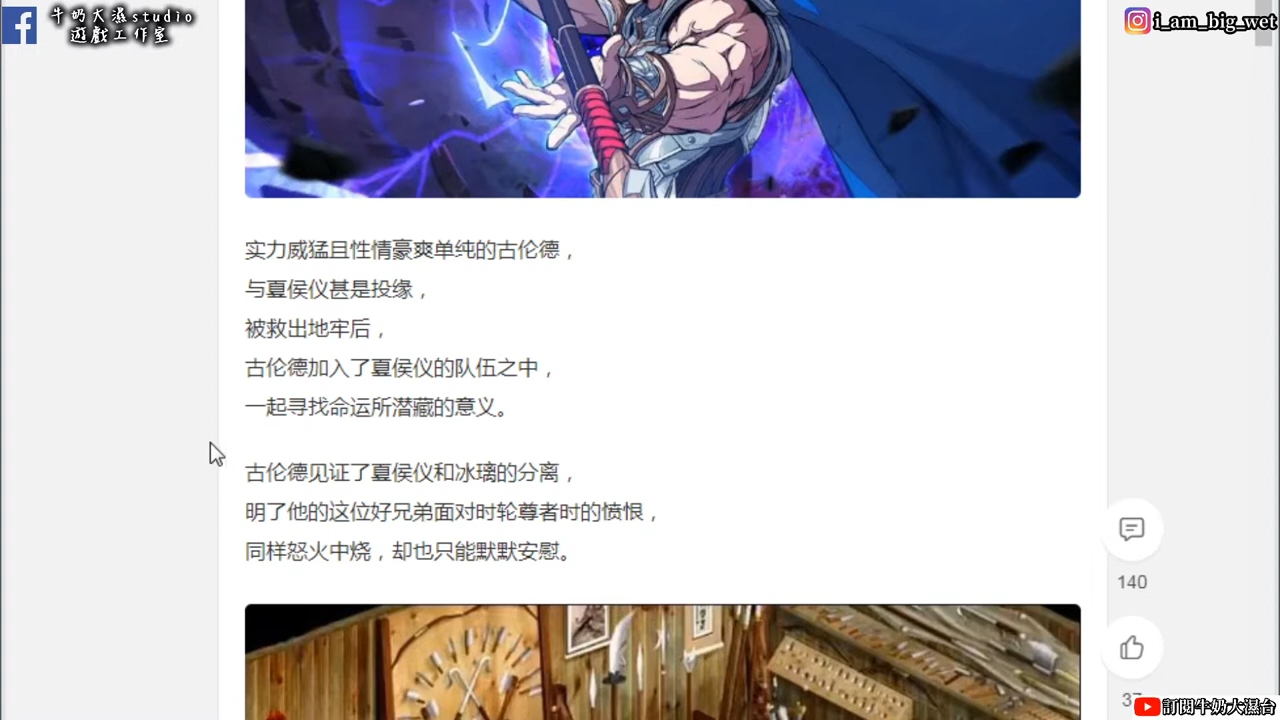 牛奶大濕studio
遊戲工作室
i_am_big_wet
实力威猛且性情豪爽单纯的古伦德，
与夏侯仪甚是投缘，
被救出地牢后，
古伦德加入了夏侯仪的队伍之中，
一起寻找命运所潜藏的意义。
古伦德见证了夏侯仪和冰璃的分离，
明了他的这位好兄弟面对时轮尊者时的愤恨，
同样怒火中烧，却也只能默默安慰。
140
訂閱牛奶大濕台